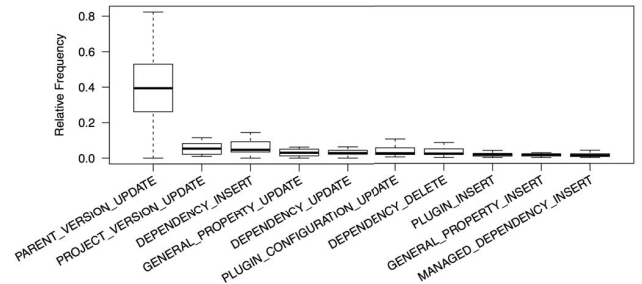 Relative Frequency
0.8
0.6
0.4
0.2
0.0
PARENT_VERSION_UPDATE
PROJECT_VERSION_UPDATE
DEPENDENCY_INSERT
GENERAL_PROPERTY_UPDATE
DEPENDENCY_UPDATE
PLUGIN_CONFIGURATION_UPDATE
DEPENDENCY_DELETE
PLUGIN_INSERT
GENERAL_PROPERTY_INSERT
MANAGED_DEPENDENCY_INSERT